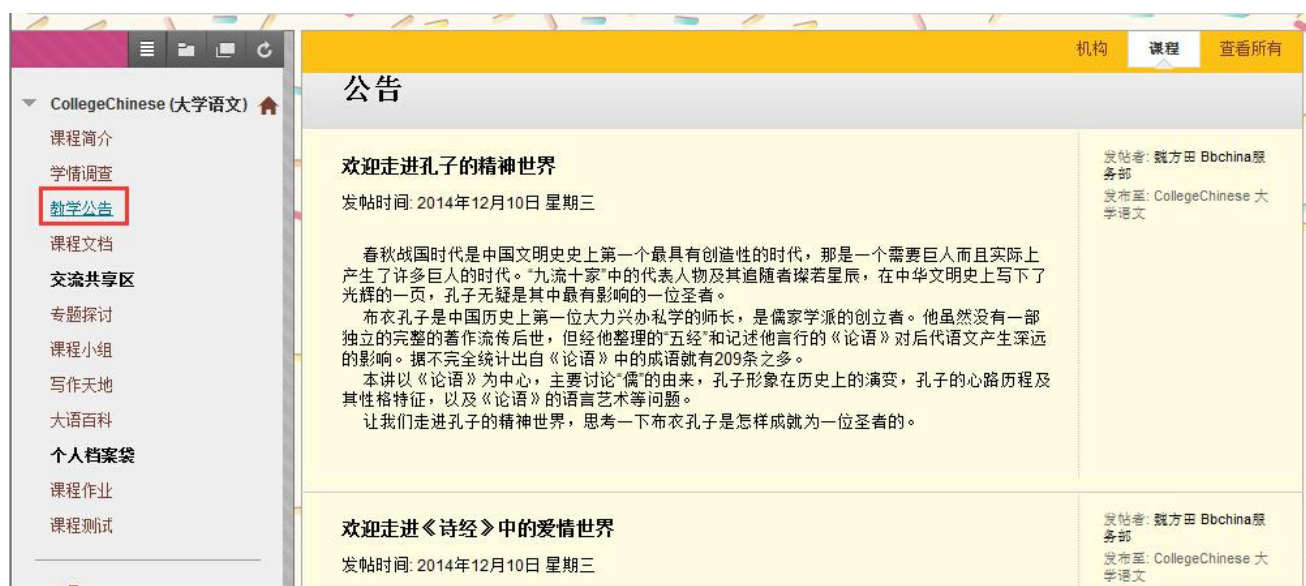 机构 课程 查看所有
CollegeChinese (大学语文)
课程简介
学情调查
教学公告
课程文档
交流共享区
专题探讨
课程小组
写作天地
大语百科
个人档案袋
课程作业
课程测试
公告
欢迎走进孔子的精神世界
发帖时间: 2014年12月10日 星期三
春秋战国时代是中国文明史史上第一个最具有创造性的时代，那是一个需要巨人而且实际上
产生了许多巨人的时代。“九流十家”中的代表人物及其追随者璨若星辰，在中华文明史上写下了
光辉的一页，孔子无疑是其中最有影响的一位圣者。
布衣孔子是中国历史上第一位大力兴办私学的师长，是儒家学派的创立者。他虽然没有一部
独立的完整的著作流传后世，但经他整理的“五经”和记述他言行的《论语》对后代语文产生深远
的影响。据不完全统计出自《论语》中的成语就有209条之多。
本讲以《论语》为中心，主要讨论“儒”的由来，孔子形象在历史上的演变，孔子的心路历程及
其性格特征，以及《论语》的语言艺术等问题。
让我们走进孔子的精神世界，思考一下布衣孔子是怎样成就为一位圣者的。
发帖者: 魏方田 Bbchina服
务部
发布至: CollegeChinese 大
学语文
欢迎走进《诗经》中的爱情世界
发帖时间: 2014年12月10日 星期三
发帖者: 魏方田 Bbchina服
务部
发布至: CollegeChinese 大
学语文